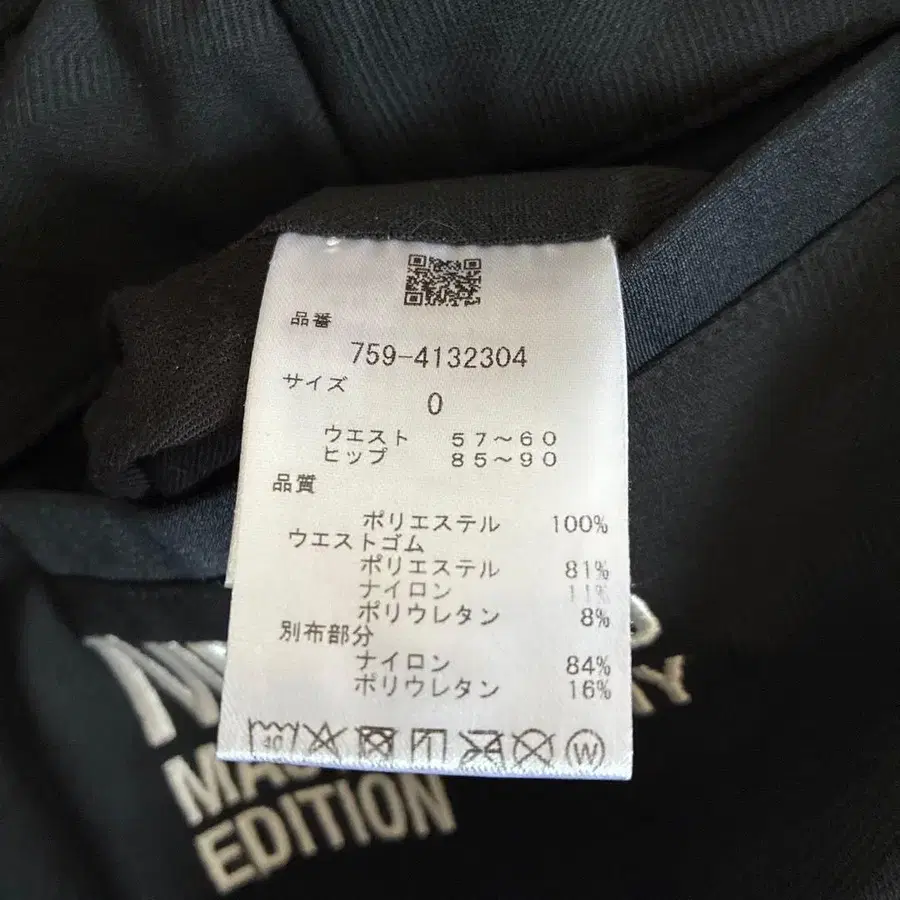 品番
759-4132304
サイズ
0
ウエスト 57～60
ヒップ 85～90
品質
ポリエステル 100%
ウエストゴム
ポリエステル 81%
ナイロン 11%
ポリウレタン 8%
別布部分
ナイロン 84%
ポリウレタン 16%
40
W
EDITION